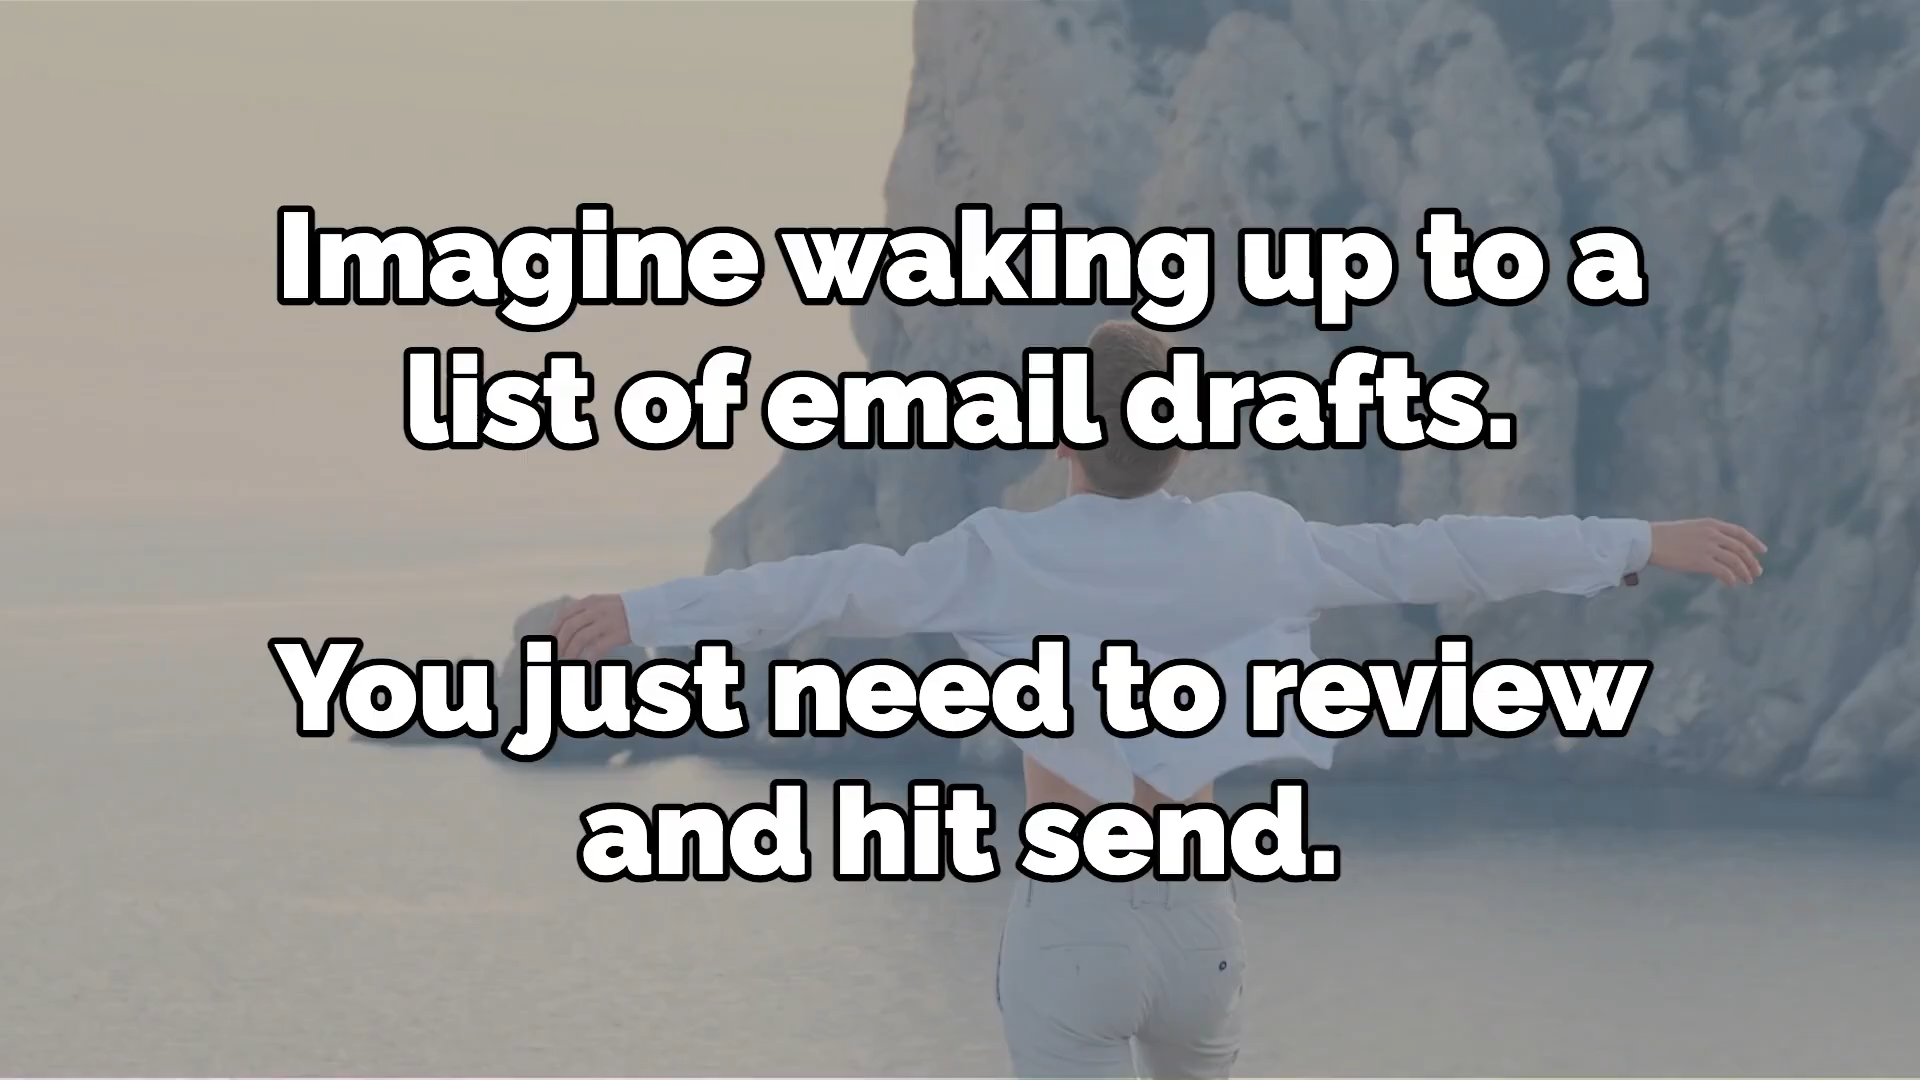 Imagine waking up to a
list of email drafts.
You just need to review
and hit send.